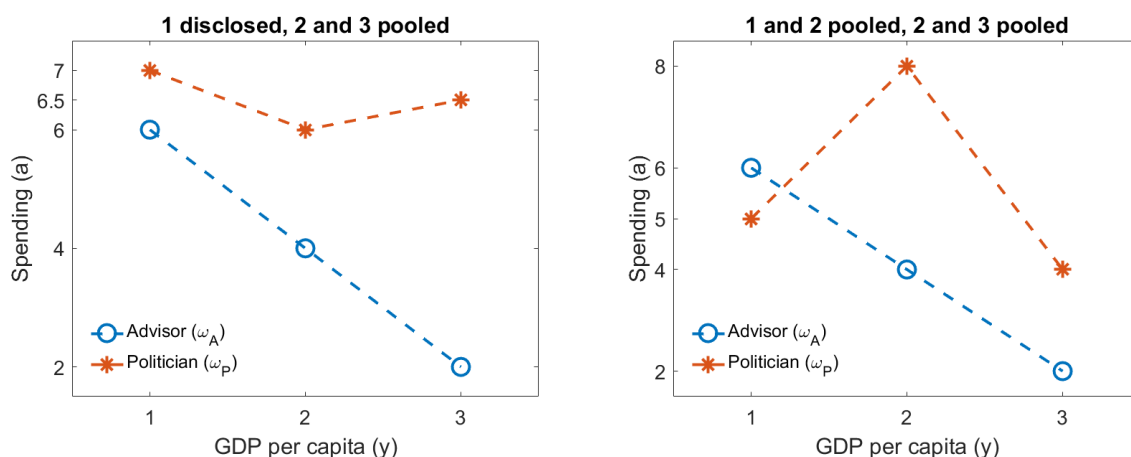 1 disclosed, 2 and 3 pooled
7
6.5
6
4
2
Spending (a)
Advisor (ω_A)
Politician (ω_P)
1 2 3
GDP per capita (y)
1 and 2 pooled, 2 and 3 pooled
8
6
5
4
2
Spending (a)
Advisor (ω_A)
Politician (ω_P)
1 2 3
GDP per capita (y)